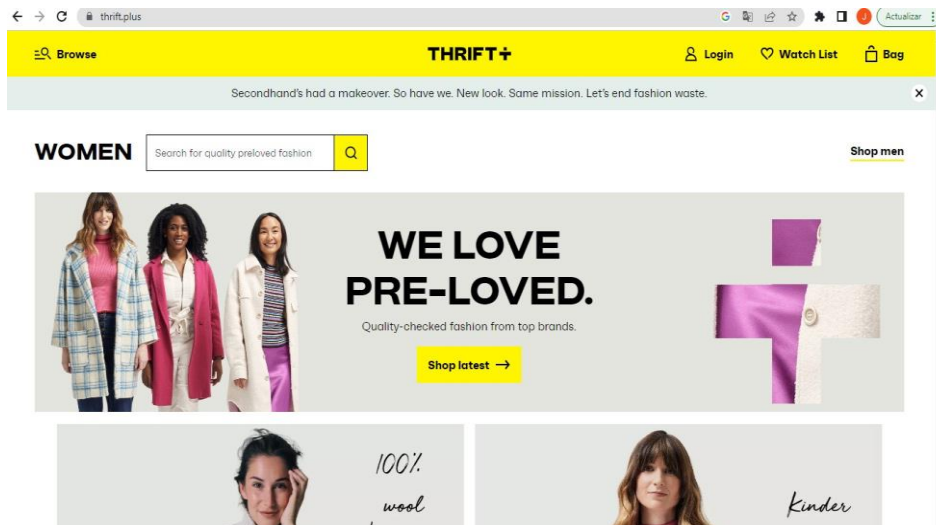 thrift.plus
Actualizar
Browse
THRIFT+
Login
Watch List
Bag
Secondhand's had a makeover. So have we. New look. Same mission. Let's end fashion waste.
WOMEN
Search for quality preloved fashion
Shop men
WE LOVE
PRE-LOVED.
Quality-checked fashion from top brands.
Shop latest →
100%
wool
Kinder